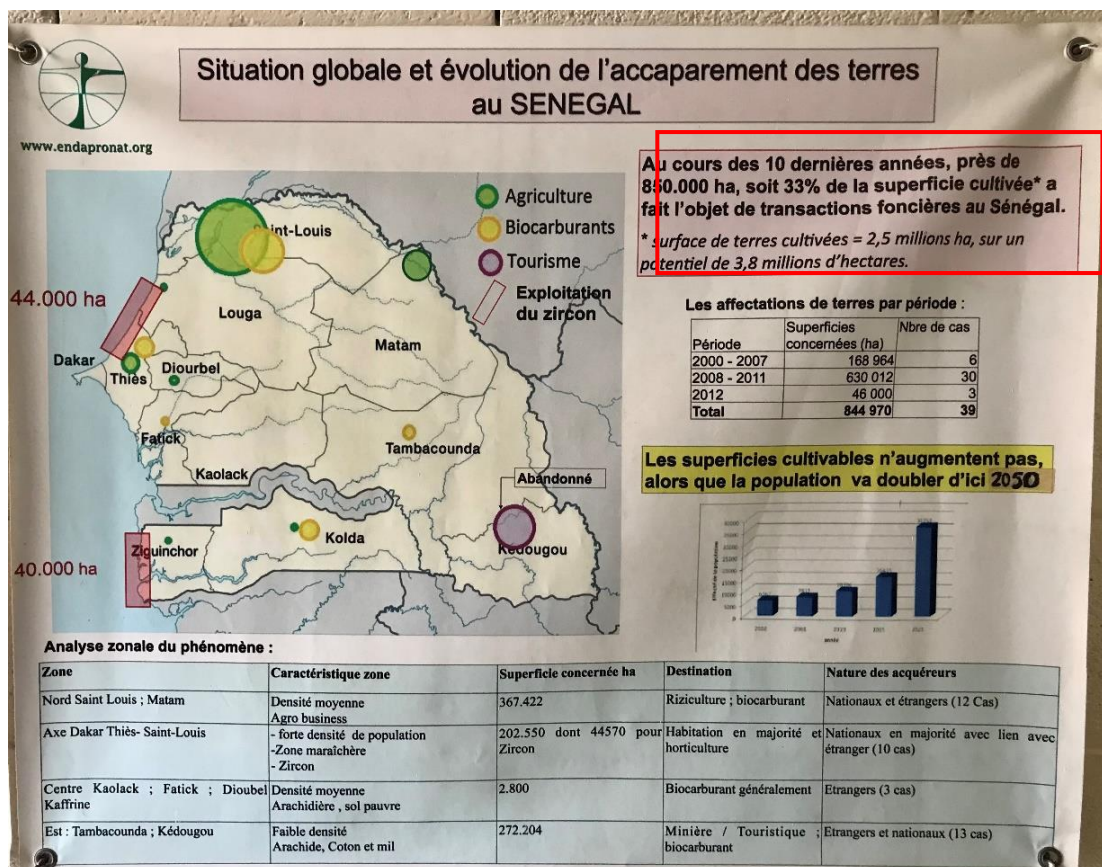 Situation globale et évolution de l'accaparement des terres
au SENEGAL
www.endapronat.org
Au cours des 10 dernières années, près de
850.000 ha, soit 33% de la superficie cultivée* a
fait l'objet de transactions foncières au Sénégal.
* surface de terres cultivées = 2,5 millions ha, sur un
potentiel de 3,8 millions d'hectares.
Agriculture
Biocarburants
Tourisme
Exploitation
du zircon
Saint-Louis
44.000 ha
Louga
Matam
Dakar
Thiès
Diourbel
Fatick
Tambacounda
Kaolack
Abandonné
Ziguinchor
Kolda
Kédougou
40.000 ha
Les affectations de terres par période :
Période Superficies concernées (ha) Nbre de cas
2000 - 2007 168 964 6
2008 - 2011 630 012 30
2012 46 000 3
Total 844 970 39
Les superficies cultivables n'augmentent pas,
alors que la population va doubler d'ici 2050
Analyse zonale du phénomène :
Zone Caractéristique zone Superficie concernée ha Destination Nature des acquéreurs
Nord Saint Louis ; Matam Densité moyenne 367.422 Riziculture ; biocarburant Nationaux et étrangers (12 Cas)
Agro business
Axe Dakar Thiès- Saint-Louis - forte densité de population 202.550 dont 44570 pour Habitation en majorité et Nationaux en majorité avec lien avec
-Zone maraîchère Zircon horticulture étranger (10 cas)
- Zircon
Centre Kaolack ; Fatick ; Dioubel Densité moyenne 2.800 Biocarburant généralement Etrangers (3 cas)
Kaffrine Arachidière , sol pauvre
Est : Tambacounda ; Kédougou Faible densité 272.204 Minière / Touristique ; Etrangers et nationaux (13 cas)
Arachide, Coton et mil biocarburant